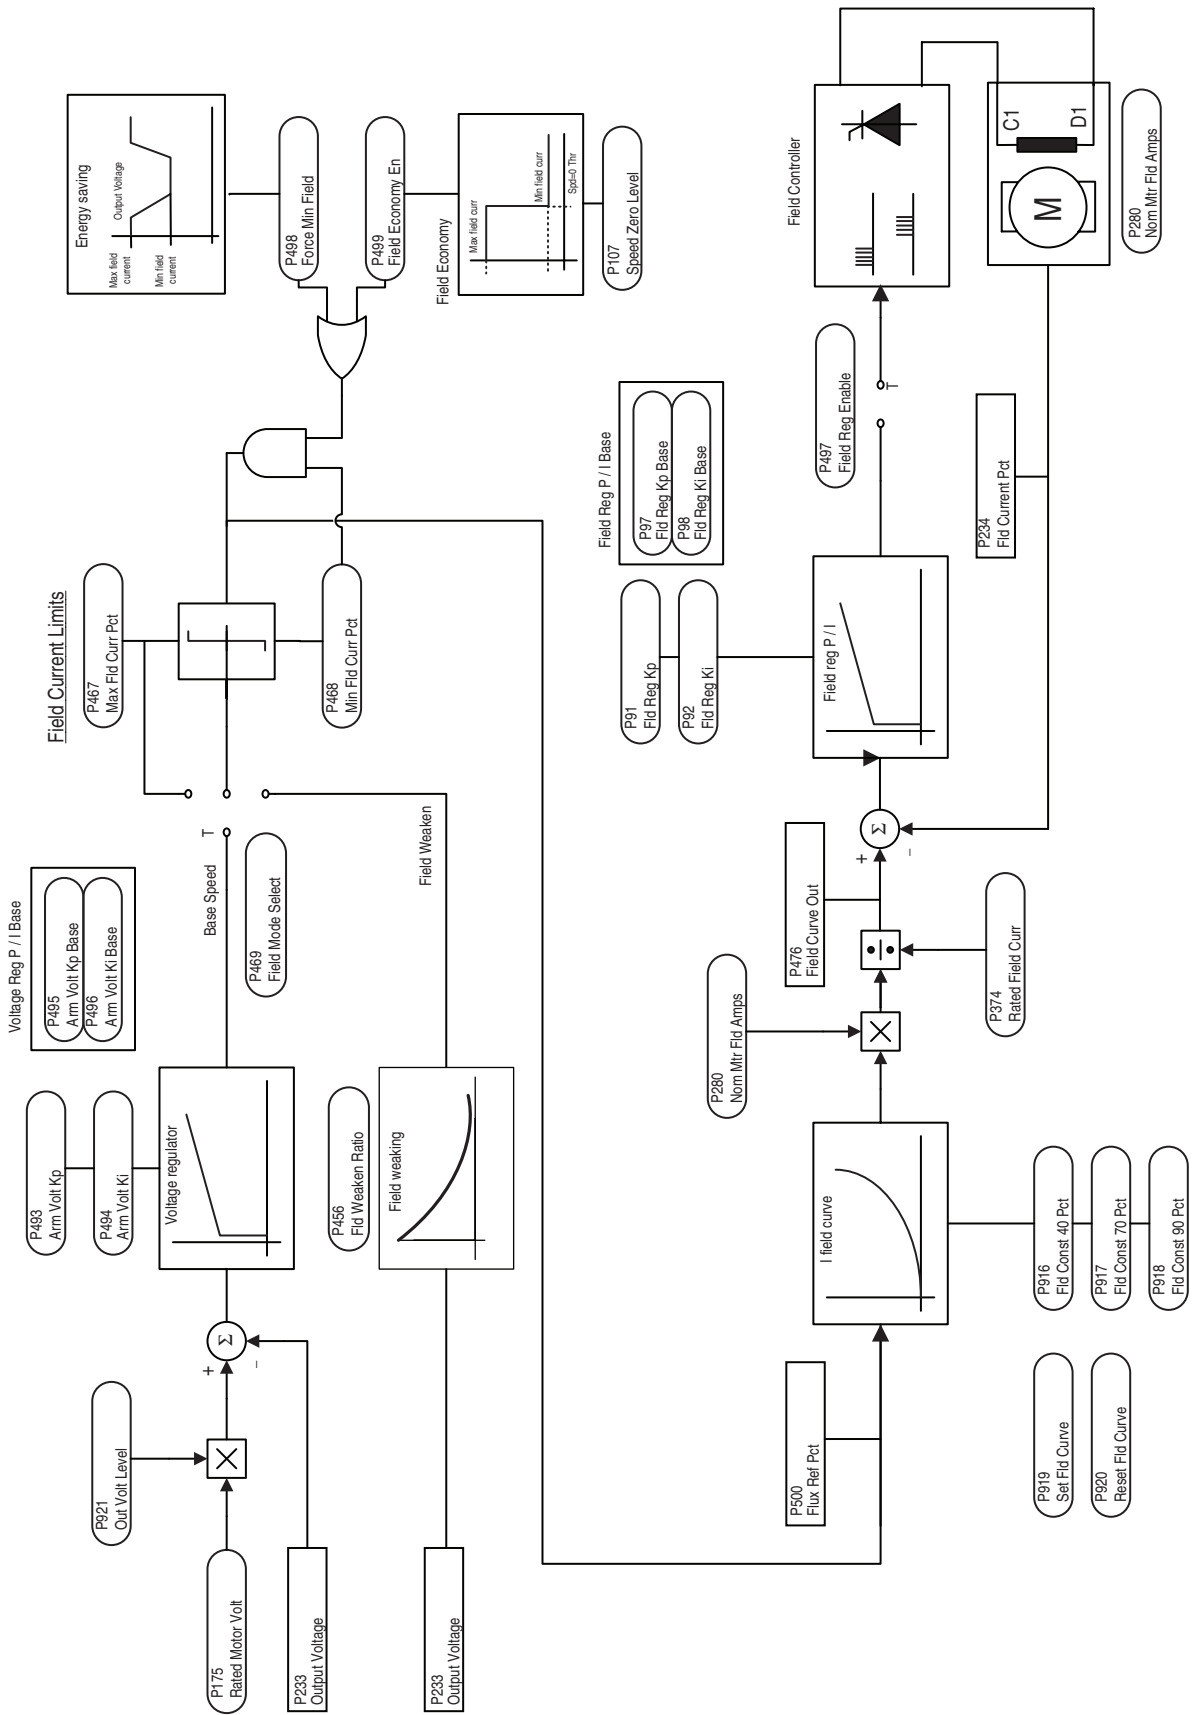 Voltage Reg P / I Base
P495
Arm Volt Kp Base
P496
Arm Volt Ki Base
P493
Arm Volt Kp
P494
Arm Volt Ki
P921
Out Volt Level
P175
Rated Motor Volt
P233
Output Voltage
+
Σ
–
Voltage regulator
Base Speed
T
P469
Field Mode Select
P456
Fld Weaken Ratio
P233
Output Voltage
Field weaking
Field Weaken
Field Current Limits
P467
Max Fld Curr Pct
P468
Min Fld Curr Pct
Energy saving
Output Voltage
Max field
current
Min field
current
P498
Force Min Field
P499
Field Economy En
Field Economy
Max field curr
Min field curr
Spd=0 Thr
P107
Speed Zero Level
P500
Flux Ref Pct
I field curve
P916
Fld Const 40 Pct
P917
Fld Const 70 Pct
P918
Fld Const 90 Pct
P919
Set Fld Curve
P920
Reset Fld Curve
P280
Nom Mtr Fld Amps
P476
Field Curve Out
P374
Rated Field Curr
+
Σ
–
P91
Fld Reg Kp
P92
Fld Reg Ki
Field Reg P / I Base
P97
Fld Reg Kp Base
P98
Fld Reg Ki Base
Field reg P / I
P234
Fld Current Pct
P497
Field Reg Enable
T
Field Controller
M
C1
D1
P280
Nom Mtr Fld Amps